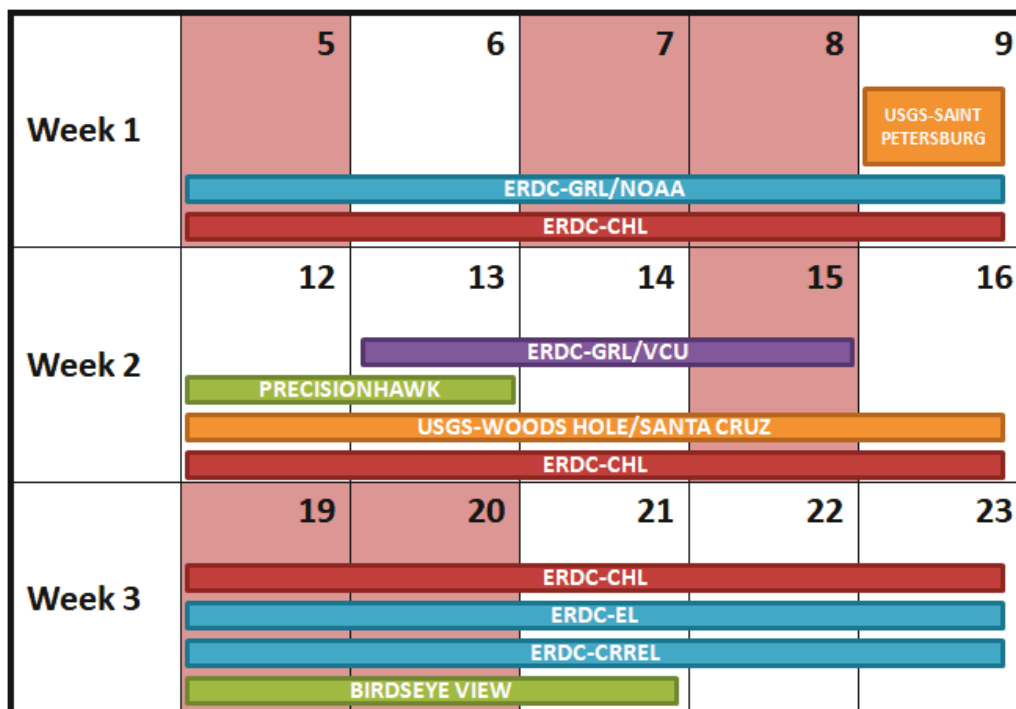 5 6 7 8 9
Week 1
USGS-SAINT
PETERSBURG
ERDC-GRL/NOAA
ERDC-CHL
12 13 14 15 16
Week 2
ERDC-GRL/VCU
PRECISIONHAWK
USGS-WOODS HOLE/SANTA CRUZ
ERDC-CHL
19 20 21 22 23
Week 3
ERDC-CHL
ERDC-EL
ERDC-CRREL
BIRDSEYE VIEW